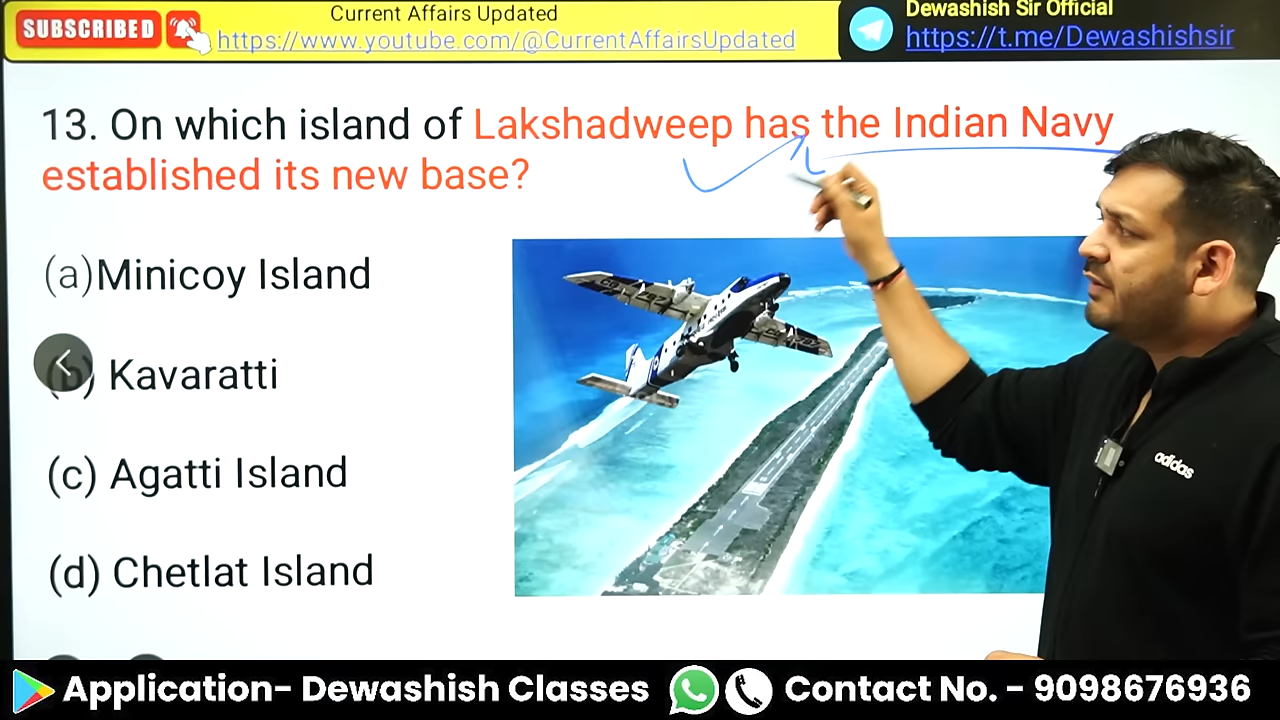 SUBSCRIBED
Current Affairs Updated
https://www.youtube.com/@CurrentAffairsUpdated
Dewashish Sir Official
https://t.me/Dewashishsir
13. On which island of Lakshadweep has the Indian Navy
established its new base?
(a)Minicoy Island
(b) Kavaratti
(c) Agatti Island
(d) Chetlat Island
adidas
Application- Dewashish Classes
Contact No. - 9098676936